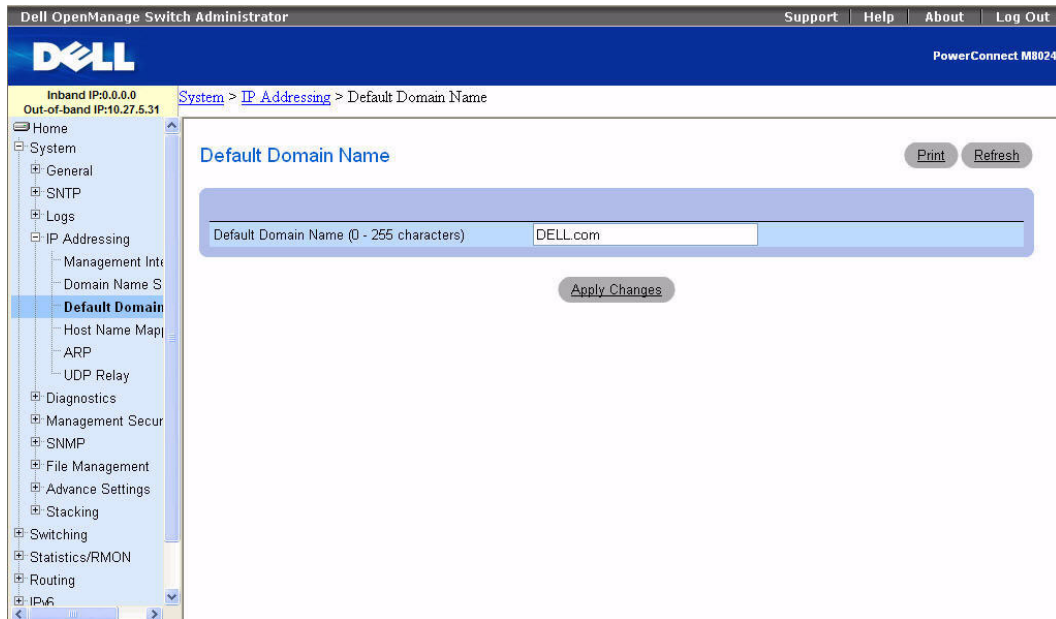 Dell OpenManage Switch Administrator Support Help About Log Out
DELL
PowerConnect M8024
Inband IP:0.0.0.0
Out-of-band IP:10.27.5.31
System > IP Addressing > Default Domain Name
Home
System
General
SNTP
Logs
IP Addressing
Management Inte
Domain Name S
Default Domain
Host Name Map
ARP
UDP Relay
Diagnostics
Management Secur
SNMP
File Management
Advance Settings
Stacking
Switching
Statistics/RMON
Routing
IPv6
Default Domain Name
Print Refresh
Default Domain Name (0 - 255 characters) DELL.com
Apply Changes